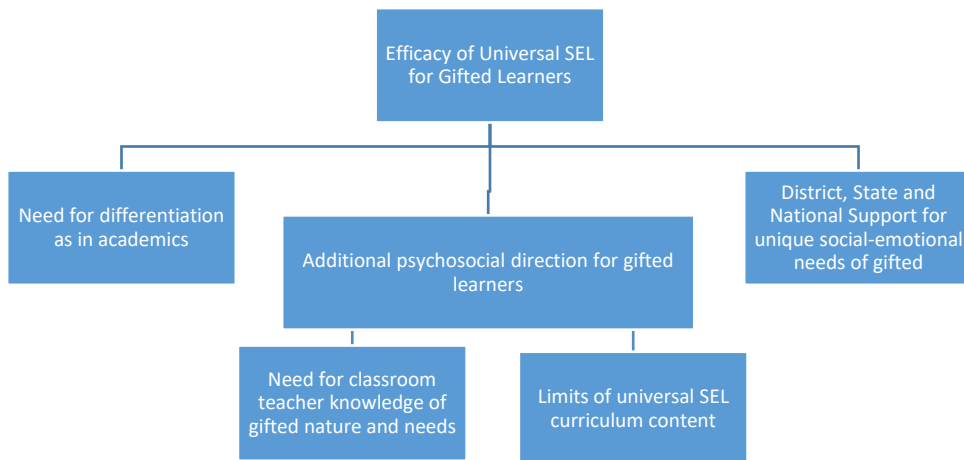 Efficacy of Universal SEL
for Gifted Learners
Need for differentiation
as in academics
Additional psychosocial direction for gifted
learners
District, State and
National Support for
unique social-emotional
needs of gifted
Need for classroom
teacher knowledge of
gifted nature and needs
Limits of universal SEL
curriculum content